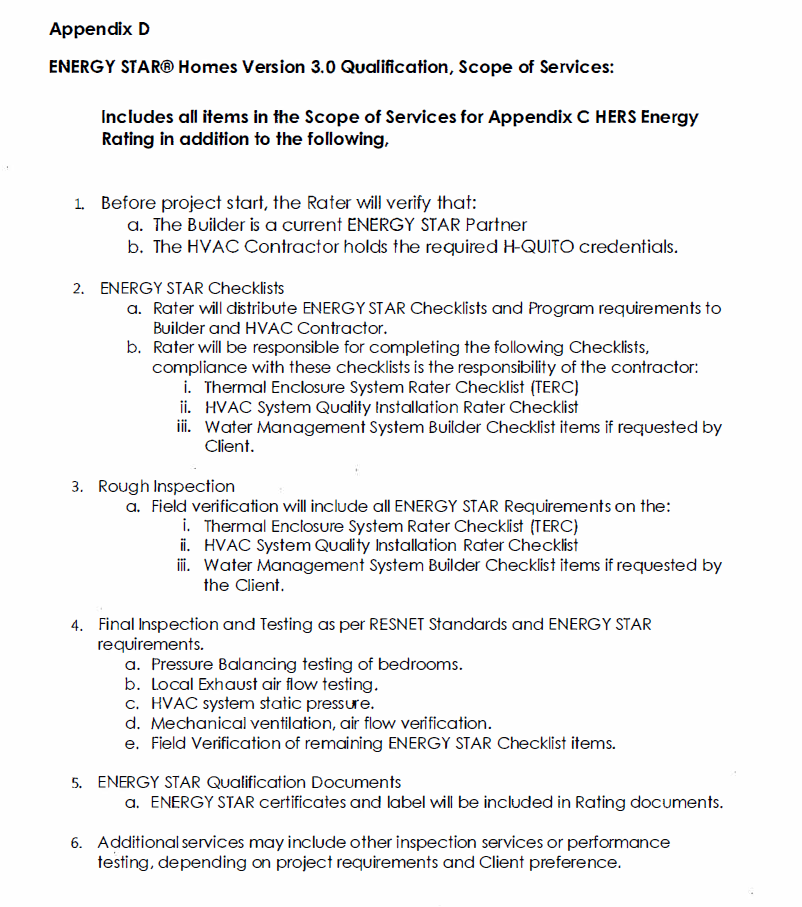 Appendix D
ENERGY STAR® Homes Version 3.0 Qualification, Scope of Services:
Includes all items in the Scope of Services for Appendix C HERS Energy
Rating in addition to the following,
1. Before project start, the Rater will verify that:
a. The Builder is a current ENERGY STAR Partner
b. The HVAC Contractor holds the required H-QUITO credentials.
2. ENERGY STAR Checklists
a. Rater will distribute ENERGY STAR Checklists and Program requirements to
Builder and HVAC Contractor.
b. Rater will be responsible for completing the following Checklists,
compliance with these checklists is the responsibility of the contractor:
i. Thermal Enclosure System Rater Checklist (TERC)
ii. HVAC System Quality Installation Rater Checklist
iii. Water Management System Builder Checklist items if requested by
Client.
3. Rough Inspection
a. Field verification will include all ENERGY STAR Requirements on the:
i. Thermal Enclosure System Rater Checklist (TERC)
ii. HVAC System Quality Installation Rater Checklist
iii. Water Management System Builder Checklist items if requested by
the Client.
4. Final Inspection and Testing as per RESNET Standards and ENERGY STAR
requirements.
a. Pressure Balancing testing of bedrooms.
b. Local Exhaust air flow testing.
c. HVAC system static pressure.
d. Mechanical ventilation, air flow verification.
e. Field Verification of remaining ENERGY STAR Checklist items.
5. ENERGY STAR Qualification Documents
a. ENERGY STAR certificates and label will be included in Rating documents.
6. Additional services may include other inspection services or performance
testing, depending on project requirements and Client preference.